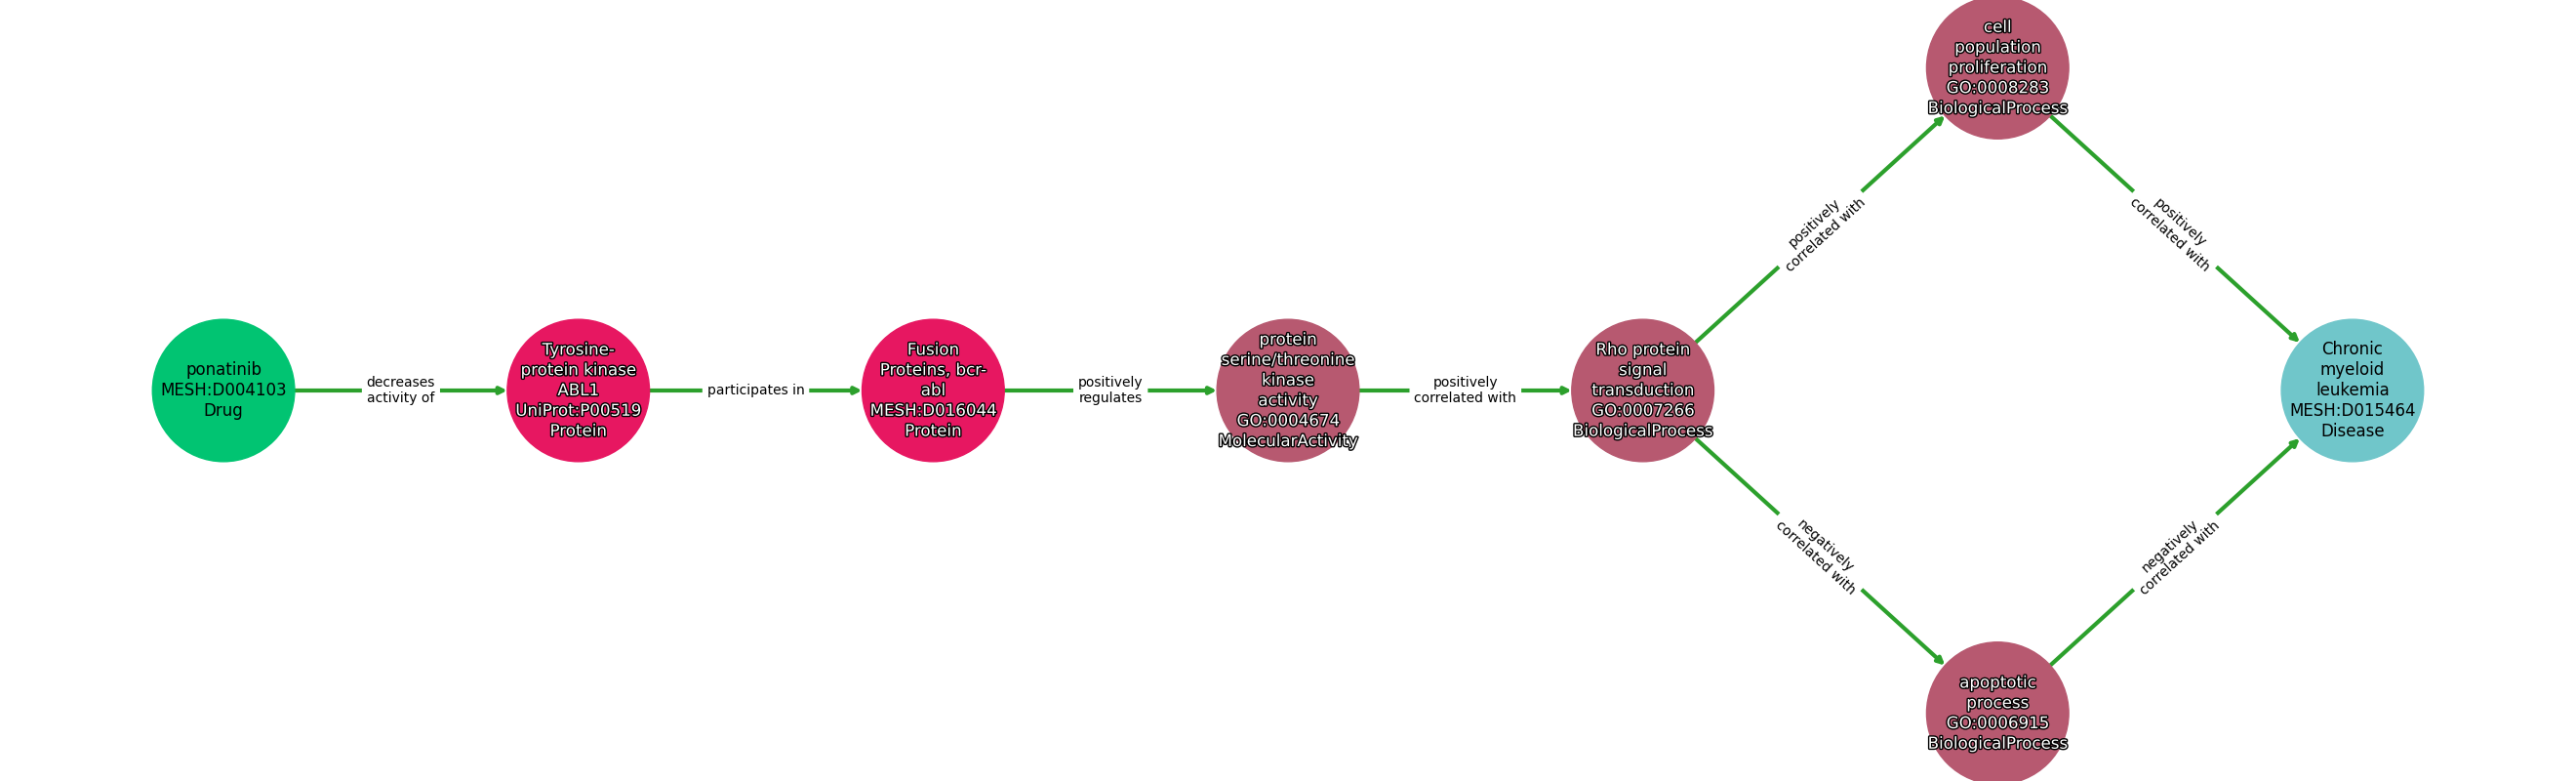 ponatinib
MESH:D004103
Drug
decreases
activity of
Tyrosine-
protein kinase
ABL1
UniProt:P00519
Protein
participates in
Fusion
Proteins, bcr-
abl
MESH:D016044
Protein
positively
regulates
protein
serine/threonine
kinase
activity
GO:0004674
MolecularActivity
positively
correlated with
Rho protein
signal
transduction
GO:0007266
BiologicalProcess
positively
correlated with
cell
population
proliferation
GO:0008283
BiologicalProcess
positively
correlated with
negatively
correlated with
apoptotic
process
GO:0006915
BiologicalProcess
negatively
correlated with
Chronic
myeloid
leukemia
MESH:D015464
Disease